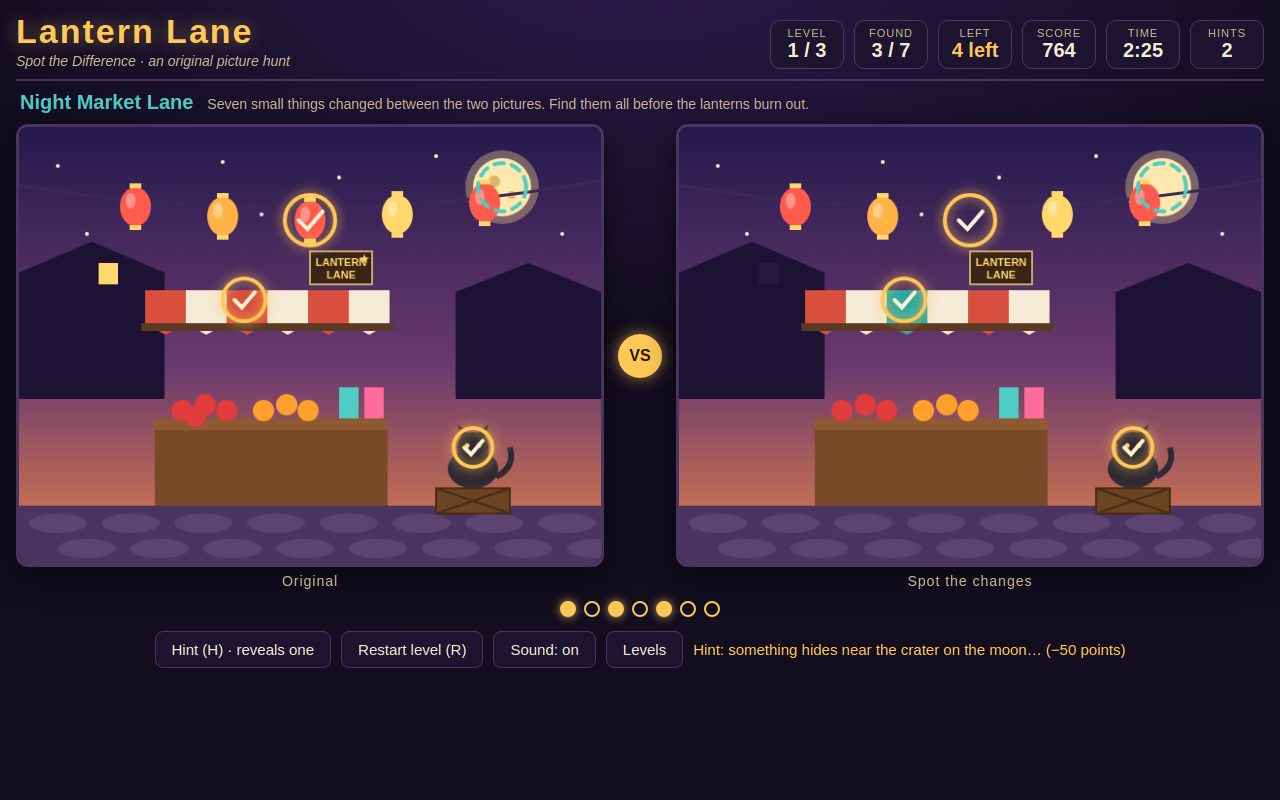 Lantern Lane
Spot the Difference · an original picture hunt
LEVEL
1 / 3
FOUND
3 / 7
LEFT
4 left
SCORE
764
TIME
2:25
HINTS
2
Night Market Lane
Seven small things changed between the two pictures. Find them all before the lanterns burn out.
LANTERN
LANE
VS
LANTERN
LANE
Original
Spot the changes
Hint (H) · reveals one
Restart level (R)
Sound: on
Levels
Hint: something hides near the crater on the moon… (−50 points)